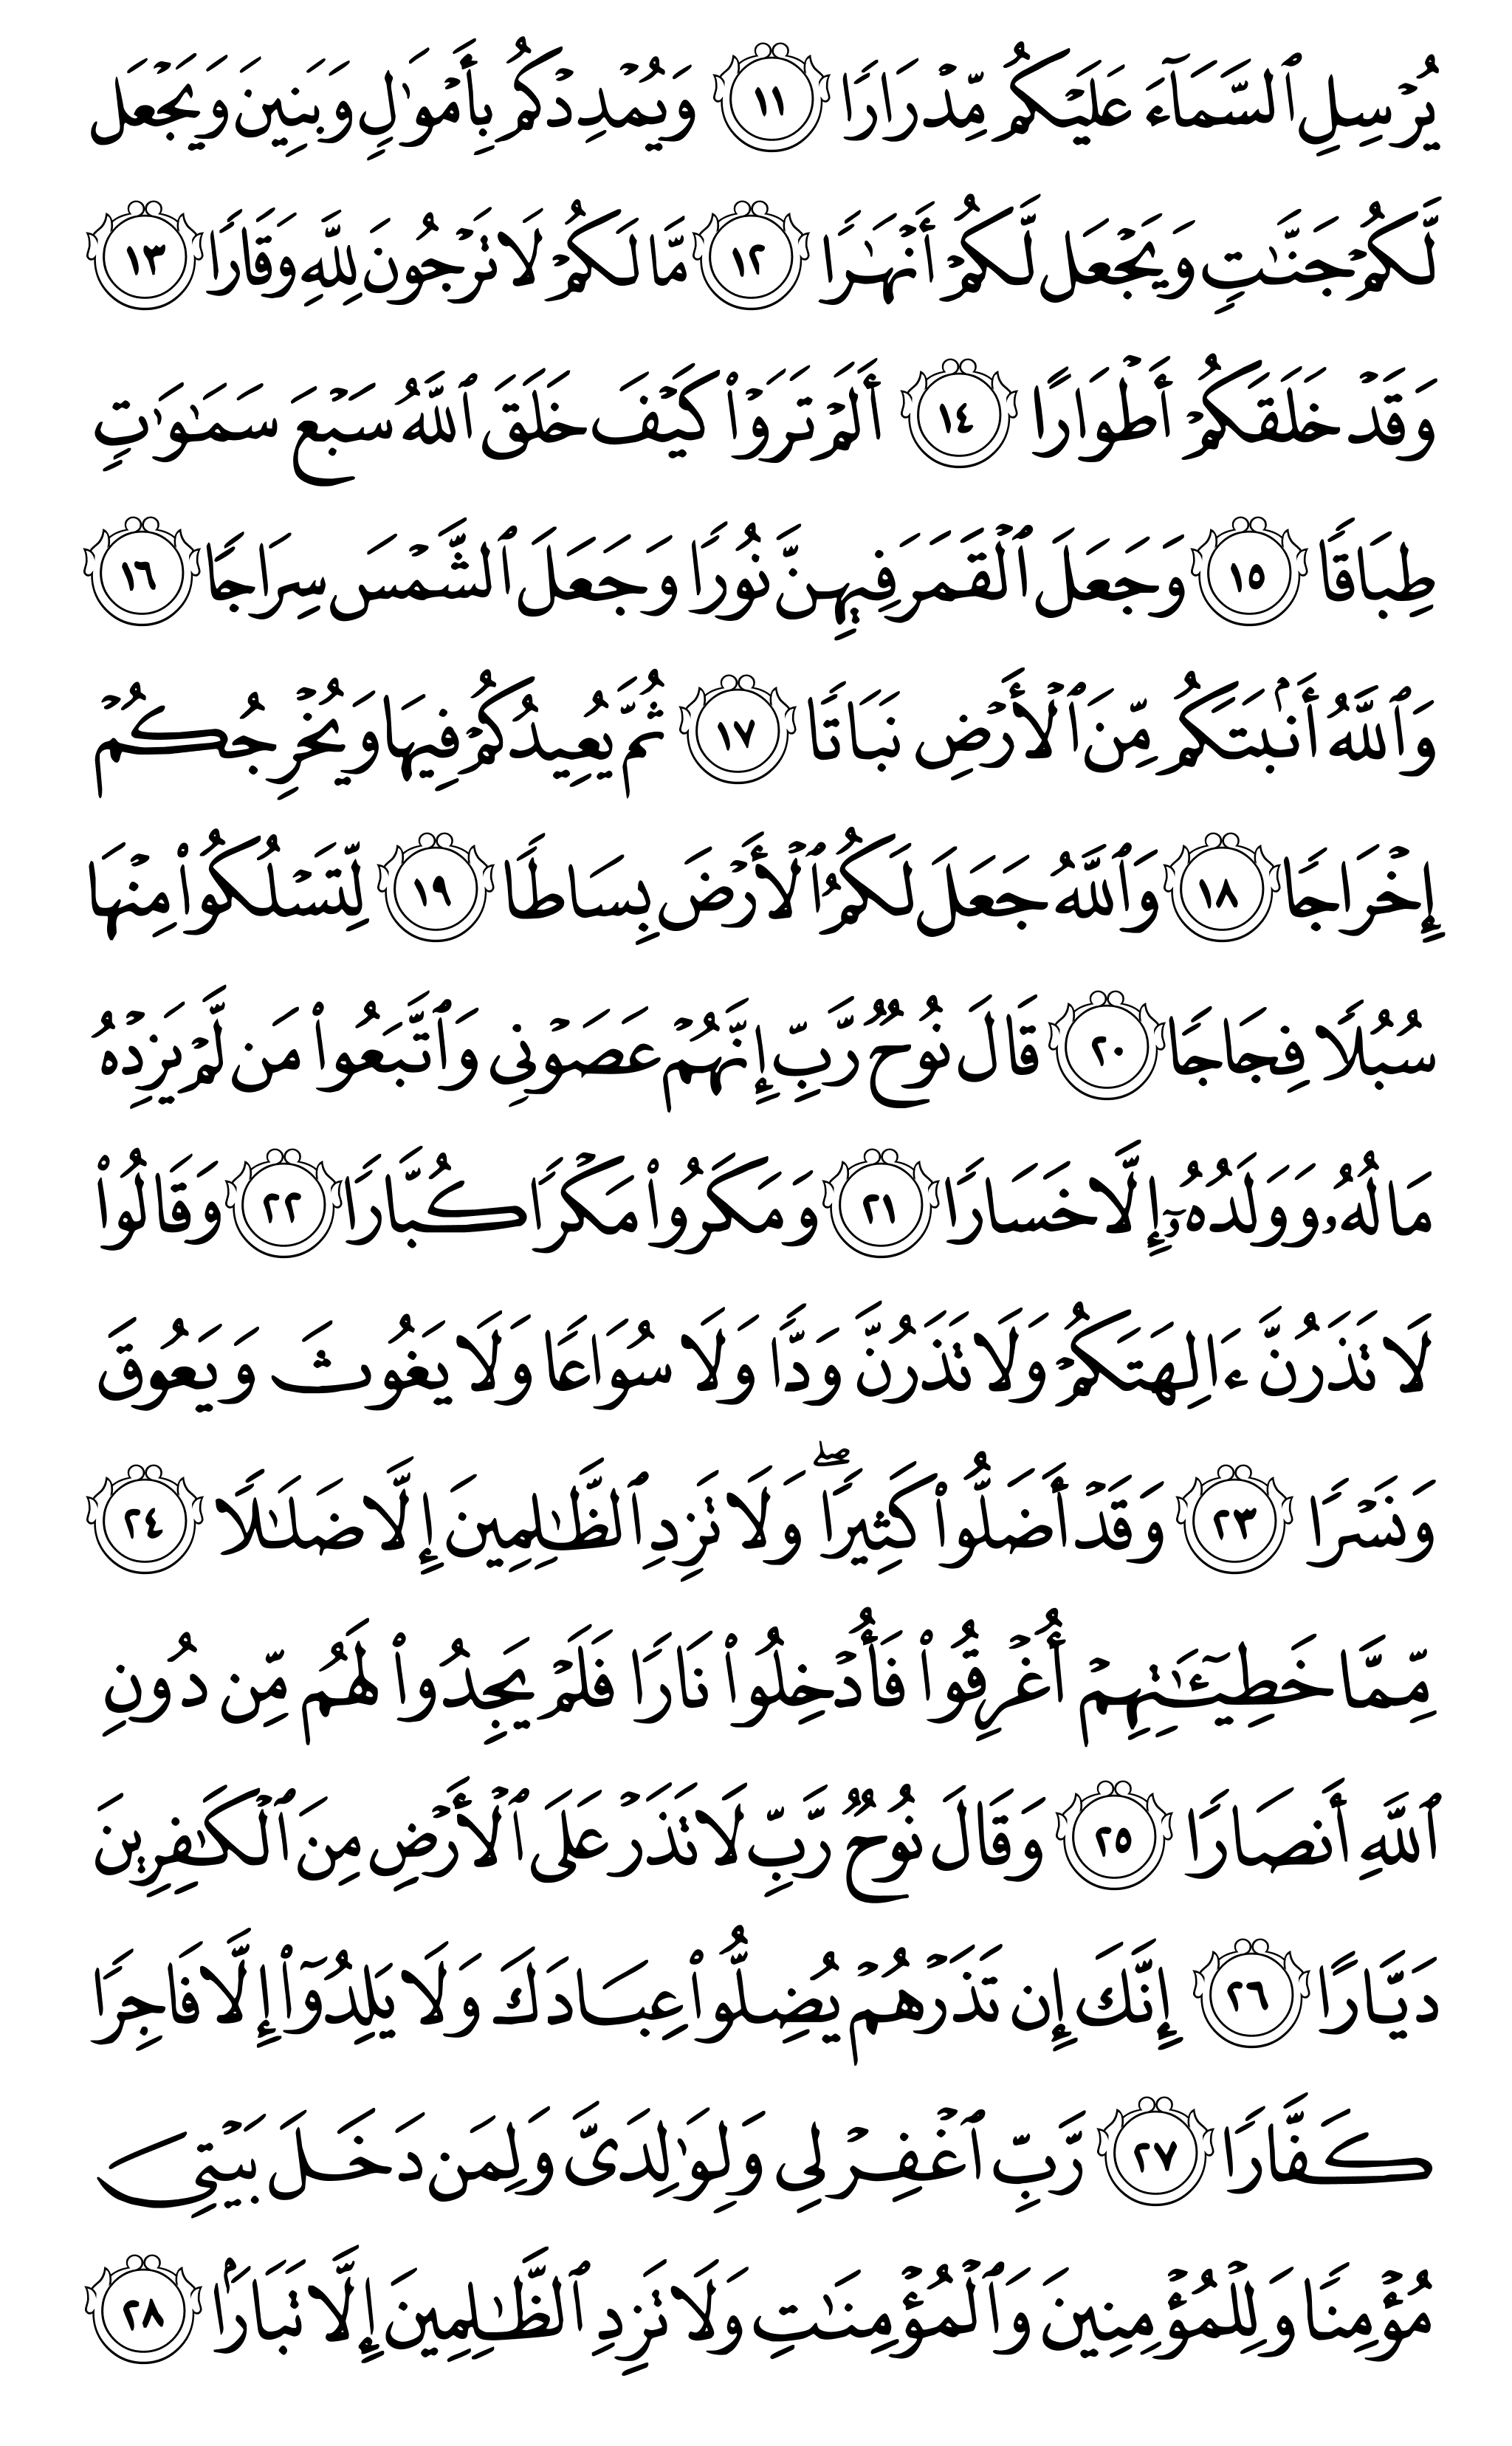 يُرْسِلِ ٱلسَّمَآءَ عَلَيْكُم مِّدْرَارًا ١١ وَيُمْدِدْكُم بِأَمْوَٰلٍ وَبَنِينَ وَيَجْعَل
لَّكُمْ جَنَّـٰتٍ وَيَجْعَل لَّكُمْ أَنْهَـٰرًا ١٢ مَّا لَكُمْ لَا تَرْجُونَ لِلَّهِ وَقَارًا ١٣
وَقَدْ خَلَقَكُمْ أَطْوَارًا ١٤ أَلَمْ تَرَوْا۟ كَيْفَ خَلَقَ ٱللَّهُ سَبْعَ سَمَـٰوَٰتٍ
طِبَاقًا ١٥ وَجَعَلَ ٱلْقَمَرَ فِيهِنَّ نُورًا وَجَعَلَ ٱلشَّمْسَ سِرَاجًا ١٦
وَٱللَّهُ أَنۢبَتَكُم مِّنَ ٱلْأَرْضِ نَبَاتًا ١٧ ثُمَّ يُعِيدُكُمْ فِيهَا وَيُخْرِجُكُمْ
إِخْرَاجًا ١٨ وَٱللَّهُ جَعَلَ لَكُمُ ٱلْأَرْضَ بِسَاطًا ١٩ لِّتَسْلُكُوا۟ مِنْهَا
سُبُلًا فِجَاجًا ٢٠ قَالَ نُوحٌ رَّبِّ إِنَّهُمْ عَصَوْنِى وَٱتَّبَعُوا۟ مَن لَّمْ يَزِدْهُ
مَالُهُۥ وَوَلَدُهُۥٓ إِلَّا خَسَارًا ٢١ وَمَكَرُوا۟ مَكْرًا كُبَّارًا ٢٢ وَقَالُوا۟
لَا تَذَرُنَّ ءَالِهَتَكُمْ وَلَا تَذَرُنَّ وَدًّا وَلَا سُوَاعًا وَلَا يَغُوثَ وَيَعُوقَ
وَنَسْرًا ٢٣ وَقَدْ أَضَلُّوا۟ كَثِيرًا ۖ وَلَا تَزِدِ ٱلظَّـٰلِمِينَ إِلَّا ضَلَـٰلًا ٢٤
مِّمَّا خَطِيٓـَٔـٰتِهِمْ أُغْرِقُوا۟ فَأُدْخِلُوا۟ نَارًا فَلَمْ يَجِدُوا۟ لَهُم مِّن دُونِ
ٱللَّهِ أَنصَارًا ٢٥ وَقَالَ نُوحٌ رَّبِّ لَا تَذَرْ عَلَى ٱلْأَرْضِ مِنَ ٱلْكَـٰفِرِينَ
دَيَّارًا ٢٦ إِنَّكَ إِن تَذَرْهُمْ يُضِلُّوا۟ عِبَادَكَ وَلَا يَلِدُوٓا۟ إِلَّا فَاجِرًا
كَفَّارًا ٢٧ رَّبِّ ٱغْفِرْ لِى وَلِوَٰلِدَىَّ وَلِمَن دَخَلَ بَيْتِىَ
مُؤْمِنًا وَلِلْمُؤْمِنِينَ وَٱلْمُؤْمِنَـٰتِ وَلَا تَزِدِ ٱلظَّـٰلِمِينَ إِلَّا تَبَارًۢا ٢٨